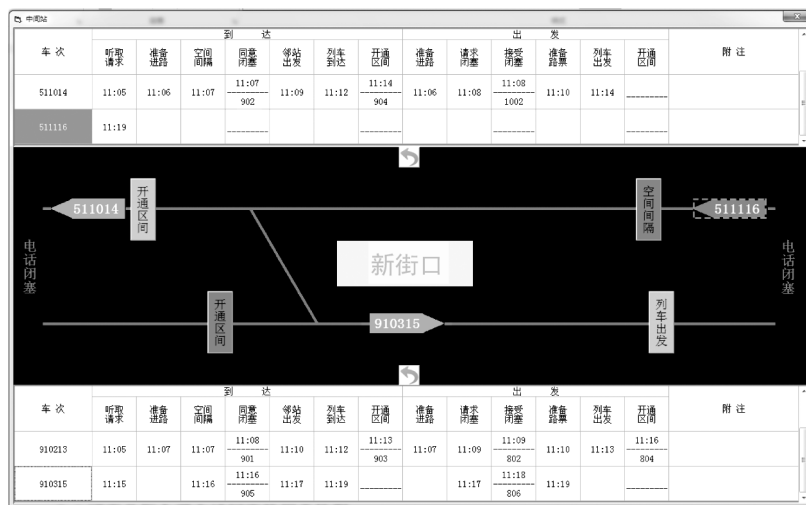 中间站
到 达 出 发
车 次 听取请求 准备进路 空间间隔 同意闭塞 邻站出发 列车到达 开通区间 准备进路 请求闭塞 接受闭塞 准备路票 列车出发 开通区间 附 注
511014 11:05 11:06 11:07 11:07 902 11:09 11:12 11:14 904 11:06 11:08 11:08 1002 11:10 11:14 --------
511116 11:19 -------- -------- -------- --------
开通区间
空间间隔
511014
511116
电话闭塞
新街口
电话闭塞
开通区间
列车出发
910315
到 达 出 发
车 次 听取请求 准备进路 空间间隔 同意闭塞 邻站出发 列车到达 开通区间 准备进路 请求闭塞 接受闭塞 准备路票 列车出发 开通区间 附 注
910213 11:05 11:07 11:07 11:08 901 11:10 11:12 11:13 903 11:07 11:09 11:09 802 11:10 11:13 11:16 804
910315 11:15 11:16 11:16 905 11:17 11:19 -------- 11:17 11:18 806 11:19 --------